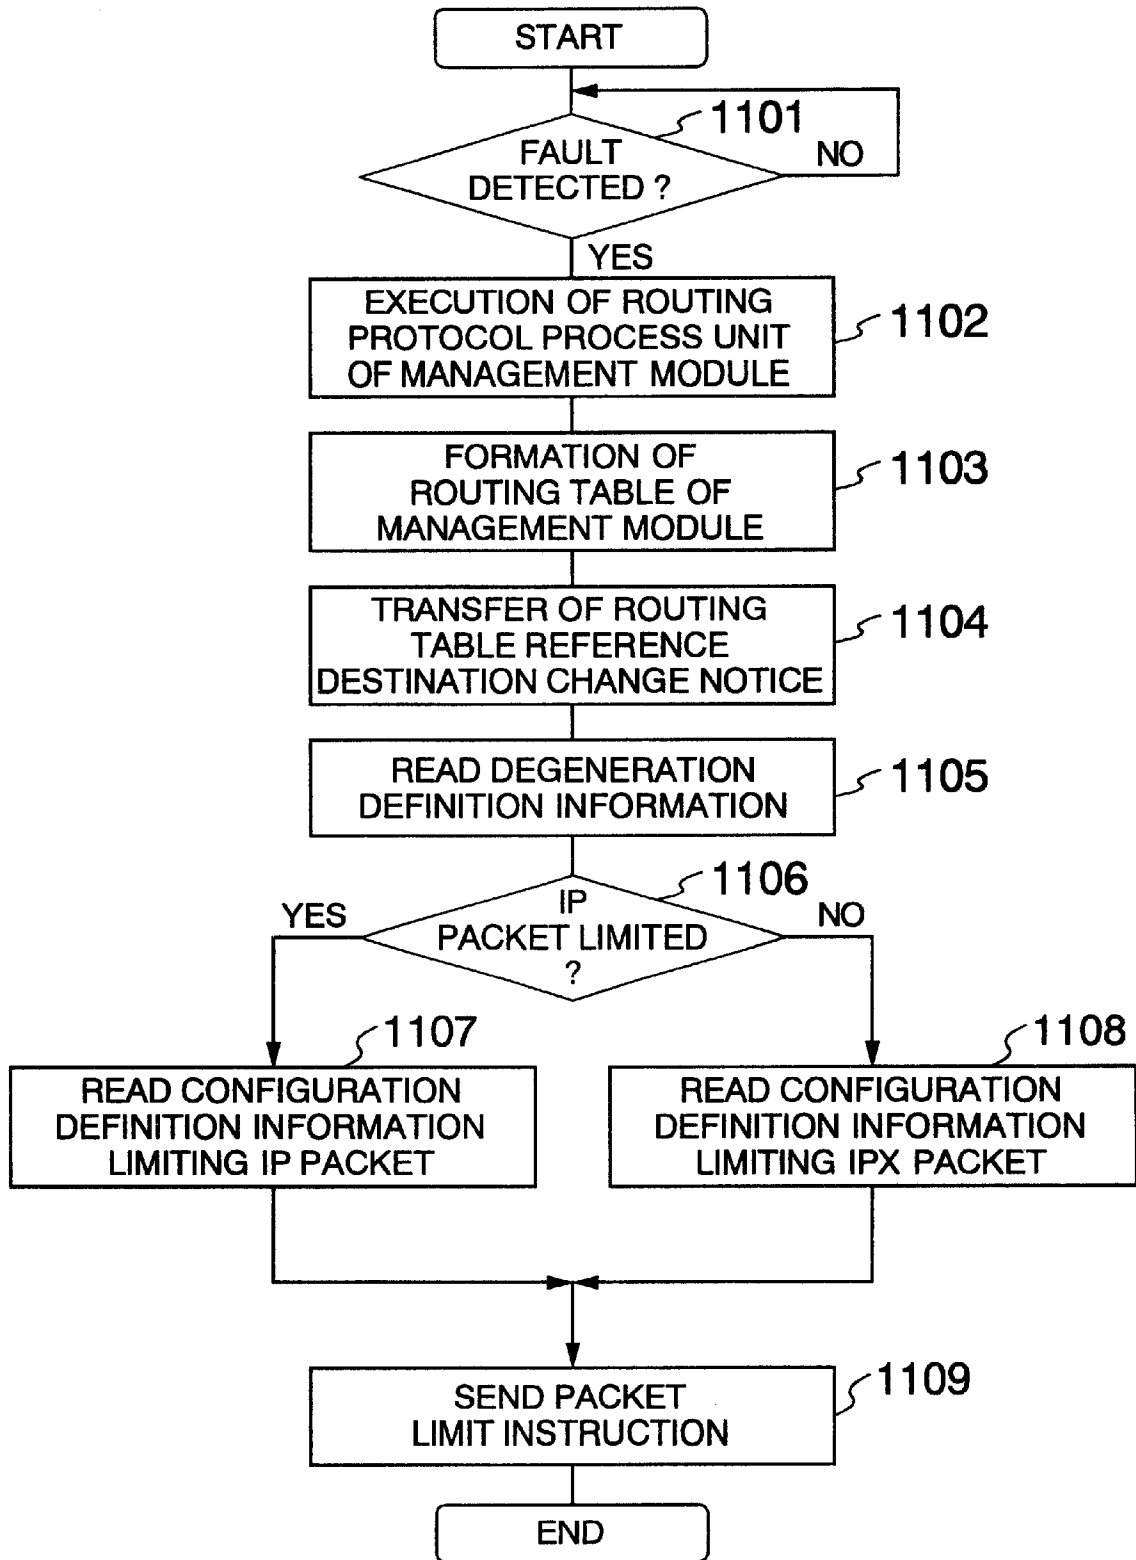 START
1101
FAULT
DETECTED ?
NO
YES
EXECUTION OF ROUTING
PROTOCOL PROCESS UNIT
OF MANAGEMENT MODULE
1102
FORMATION OF
ROUTING TABLE OF
MANAGEMENT MODULE
1103
TRANSFER OF ROUTING
TABLE REFERENCE
DESTINATION CHANGE NOTICE
1104
READ DEGENERATION
DEFINITION INFORMATION
1105
1106
YES
IP
PACKET LIMITED
?
NO
1107
READ CONFIGURATION
DEFINITION INFORMATION
LIMITING IP PACKET
1108
READ CONFIGURATION
DEFINITION INFORMATION
LIMITING IPX PACKET
SEND PACKET
LIMIT INSTRUCTION
1109
END